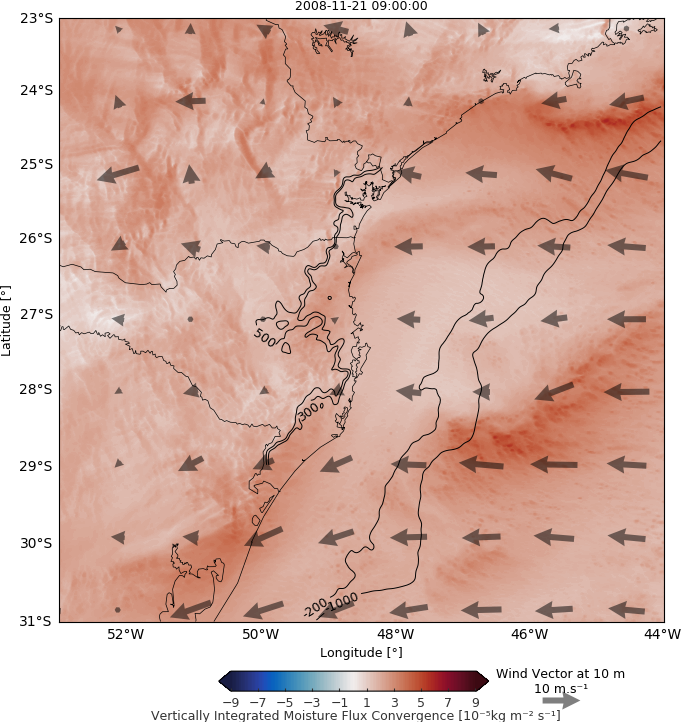 2008-11-21 09:00:00
23°S
24°S
25°S
26°S
27°S
28°S
29°S
30°S
31°S
Latitude [°]
500
300
-200
-1000
52°W 50°W 48°W 46°W 44°W
Longitude [°]
−9 −7 −5 −3 −1 1 3 5 7 9
Vertically Integrated Moisture Flux Convergence [10⁻⁵kg m⁻² s⁻¹]
Wind Vector at 10 m
10 m.s⁻¹